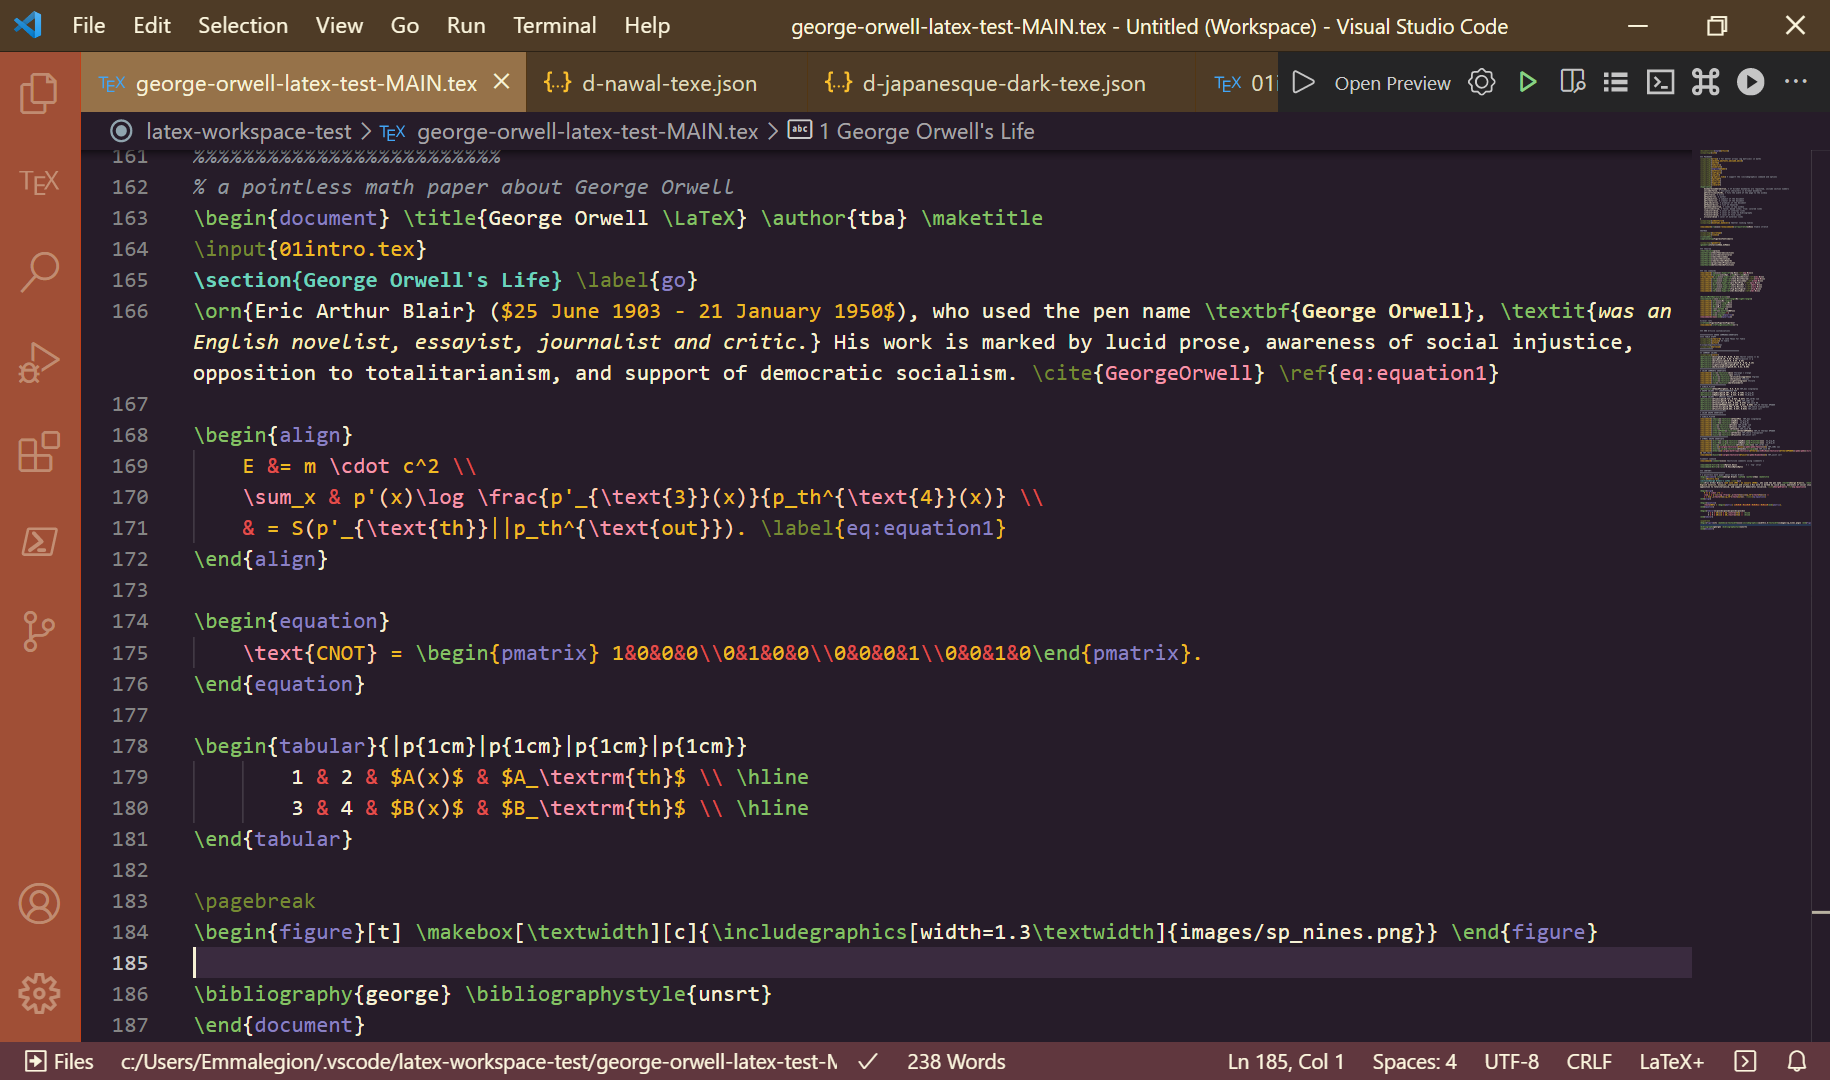 File Edit Selection View Go Run Terminal Help george-orwell-latex-test-MAIN.tex - Untitled (Workspace) - Visual Studio Code
TEX george-orwell-latex-test-MAIN.tex {..} d-nawal-texe.json {..} d-japanesque-dark-texe.json TEX 01i Open Preview
latex-workspace-test > TEX george-orwell-latex-test-MAIN.tex > abc 1 George Orwell's Life
TEX
161 %%%%%%%%%%%%%%%%%%%%%%%%%
162 % a pointless math paper about George Orwell
163 \begin{document} \title{George Orwell \LaTeX} \author{tba} \maketitle
164 \input{01intro.tex}
165 \section{George Orwell's Life} \label{go}
166 \orn{Eric Arthur Blair} ($25 June 1903 - 21 January 1950$), who used the pen name \textbf{George Orwell}, \textit{was an
English novelist, essayist, journalist and critic.} His work is marked by lucid prose, awareness of social injustice,
opposition to totalitarianism, and support of democratic socialism. \cite{GeorgeOrwell} \ref{eq:equation1}
167
168 \begin{align}
169 E &= m \cdot c^2 \\
170 \sum_x & p'(x)\log \frac{p'_{\text{3}}(x)}{p_th^{\text{4}}(x)} \\
171 & = S(p'_{\text{th}}||p_th^{\text{out}}). \label{eq:equation1}
172 \end{align}
173
174 \begin{equation}
175 \text{CNOT} = \begin{pmatrix} 1&0&0&0\\0&1&0&0\\0&0&0&1\\0&0&1&0\end{pmatrix}.
176 \end{equation}
177
178 \begin{tabular}{|p{1cm}|p{1cm}|p{1cm}|p{1cm}}
179 1 & 2 & $A(x)$ & $A_\textrm{th}$ \\ \hline
180 3 & 4 & $B(x)$ & $B_\textrm{th}$ \\ \hline
181 \end{tabular}
182
183 \pagebreak
184 \begin{figure}[t] \makebox[\textwidth][c]{\includegraphics[width=1.3\textwidth]{images/sp_nines.png}} \end{figure}
185
186 \bibliography{george} \bibliographystyle{unsrt}
187 \end{document}
Files c:/Users/Emmalegion/.vscode/latex-workspace-test/george-orwell-latex-test-M 238 Words Ln 185, Col 1 Spaces: 4 UTF-8 CRLF LaTeX+